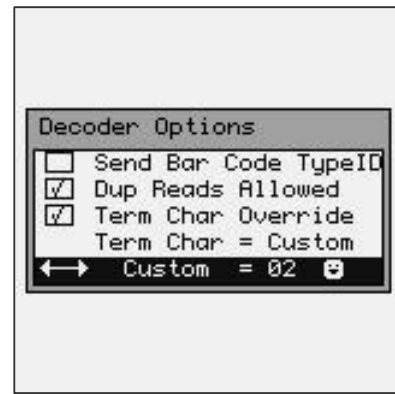 Decoder Options
Send Bar Code TypeID
Dup Reads Allowed
Term Char Override
Term Char = Custom
Custom = 02 ☻